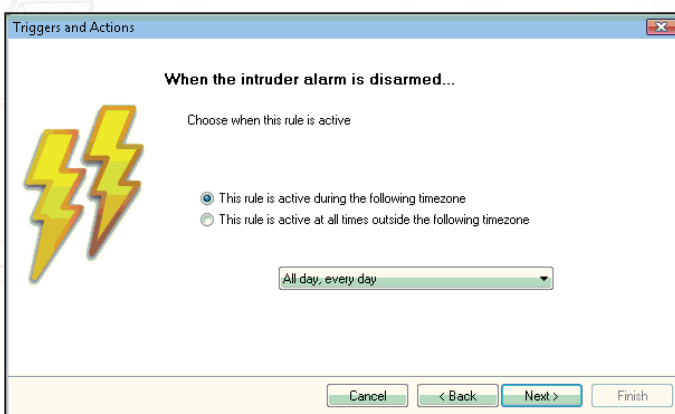 Triggers and Actions
When the intruder alarm is disarmed...
Choose when this rule is active
This rule is active during the following timezone
This rule is active at all times outside the following timezone
All day, every day
Cancel
< Back
Next >
Finish